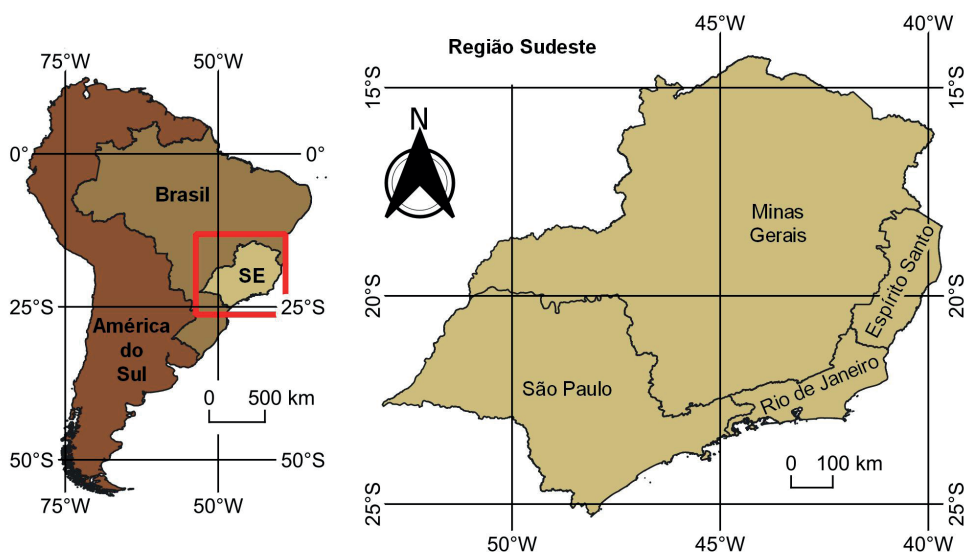 75°W
50°W
0°
0°
Brasil
SE
25°S
25°S
América
do
Sul
0
500 km
50°S
50°S
75°W
50°W
Região Sudeste
45°W
40°W
15°S
15°S
N
Minas
Gerais
Espírito Santo
20°S
20°S
São Paulo
Rio de Janeiro
0
100 km
25°S
25°S
50°W
45°W
40°W